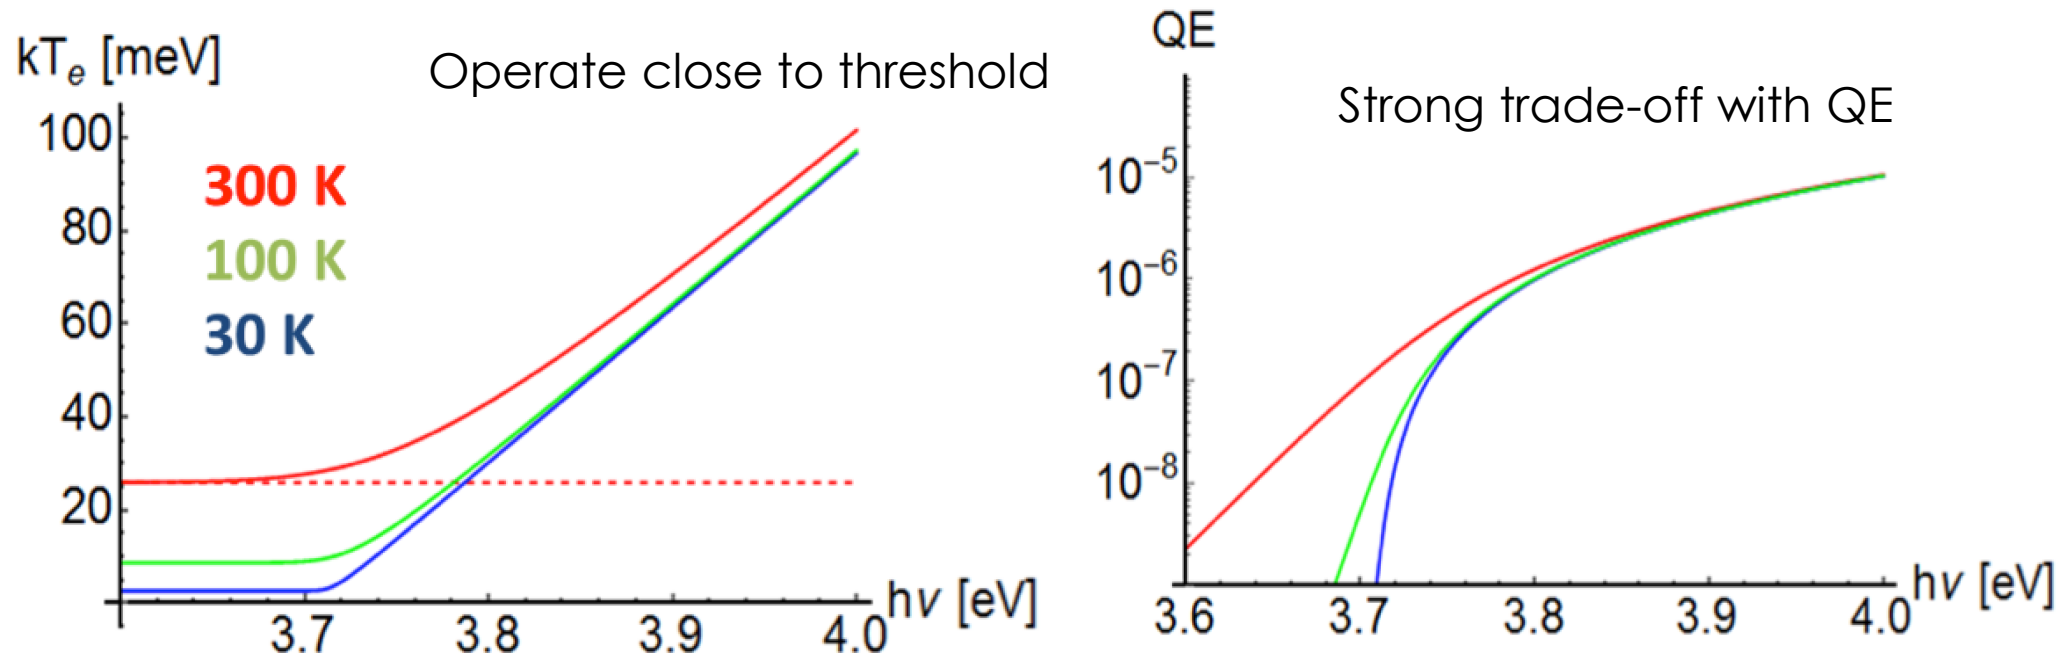 kTₑ [meV]
Operate close to threshold
100
80
60
40
20
300 K
100 K
30 K
3.7 3.8 3.9 4.0
hν [eV]
QE
Strong trade-off with QE
10⁻⁵
10⁻⁶
10⁻⁷
10⁻⁸
3.6 3.7 3.8 3.9 4.0
hν [eV]